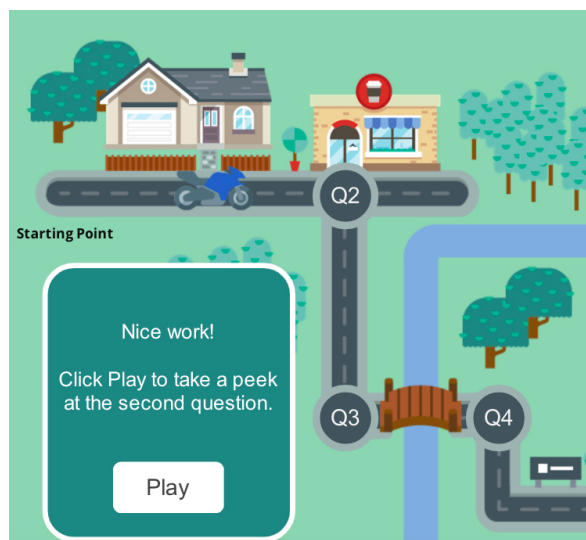 Q2
Starting Point
Nice work!
Click Play to take a peek
at the second question.
Q3
Q4
Play